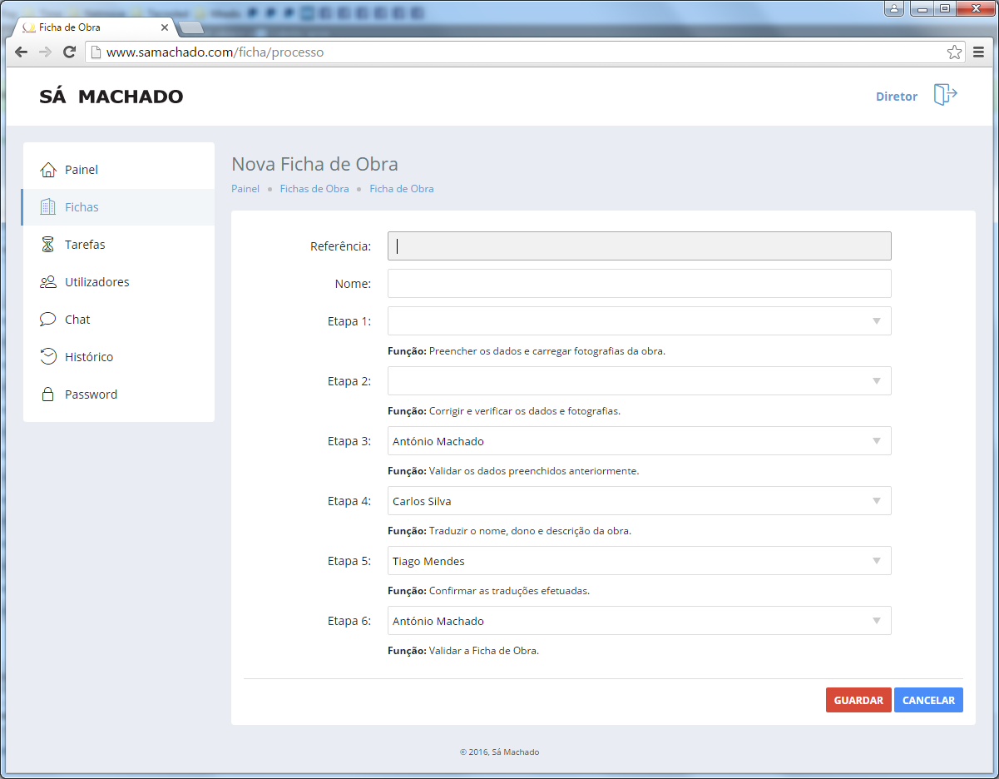 Ficha de Obra
www.samachado.com/ficha/processo
SÁ MACHADO
Diretor
Painel
Fichas
Tarefas
Utilizadores
Chat
Histórico
Password
Nova Ficha de Obra
Painel • Fichas de Obra • Ficha de Obra
Referência:
Nome:
Etapa 1:
Função: Preencher os dados e carregar fotografias da obra.
Etapa 2:
Função: Corrigir e verificar os dados e fotografias.
Etapa 3: António Machado
Função: Validar os dados preenchidos anteriormente.
Etapa 4: Carlos Silva
Função: Traduzir o nome, dono e descrição da obra.
Etapa 5: Tiago Mendes
Função: Confirmar as traduções efetuadas.
Etapa 6: António Machado
Função: Validar a Ficha de Obra.
GUARDAR CANCELAR
© 2016, Sá Machado